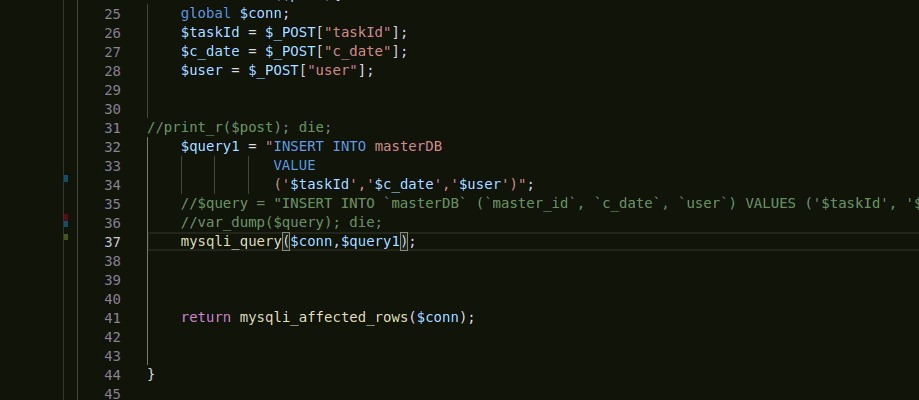 25 global $conn;
26 $taskId = $_POST["taskId"];
27 $c_date = $_POST["c_date"];
28 $user = $_POST["user"];
29
30
31 //print_r($post); die;
32 $query1 = "INSERT INTO masterDB
33 VALUE
34 ('$taskId','$c_date','$user')";
35 //$query = "INSERT INTO `masterDB` (`master_id`, `c_date`, `user`) VALUES ('$taskId', '$
36 //var_dump($query); die;
37 mysqli_query($conn,$query1);
38
39
40
41 return mysqli_affected_rows($conn);
42
43
44 }
45